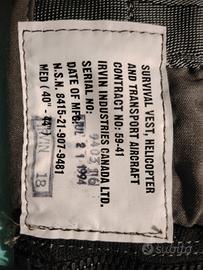 SURVIVAL VEST, HELICOPTER
AND TRANSPORT AIRCRAFT
CONTRACT NO: 59-41
IRVIN INDUSTRIES CANADA, LTD.
SERIAL NO:
DATE OF MFR. JUL 21 1994
N.S.N. 8415-21-907-9481
MED (40" - 44")
JUN 18
Subito